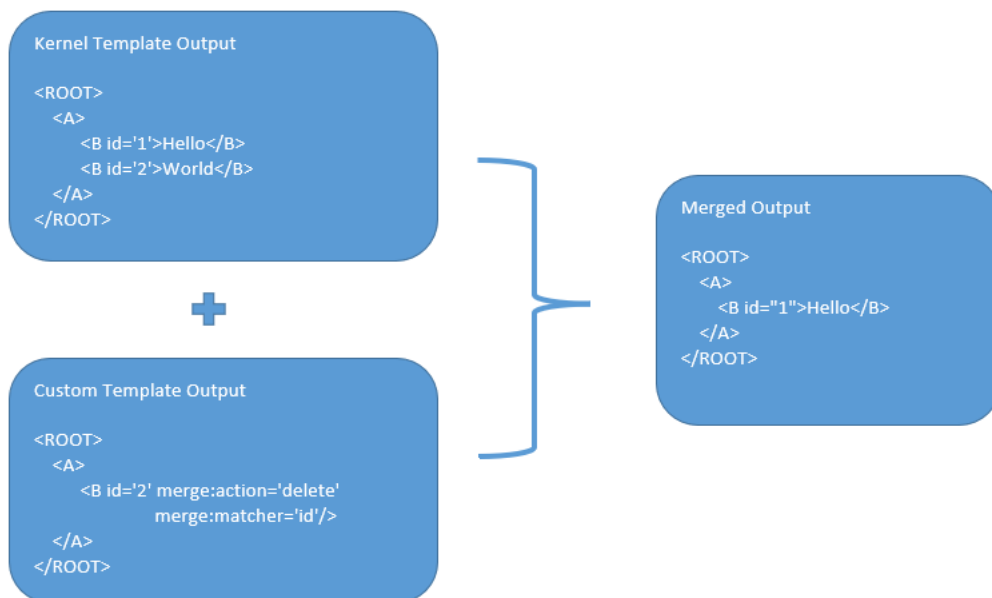 Kernel Template Output
<ROOT>
<A>
<B id='1'>Hello</B>
<B id='2'>World</B>
</A>
</ROOT>
Custom Template Output
<ROOT>
<A>
<B id='2' merge:action='delete'
merge:matcher='id'/>
</A>
</ROOT>
Merged Output
<ROOT>
<A>
<B id="1">Hello</B>
</A>
</ROOT>